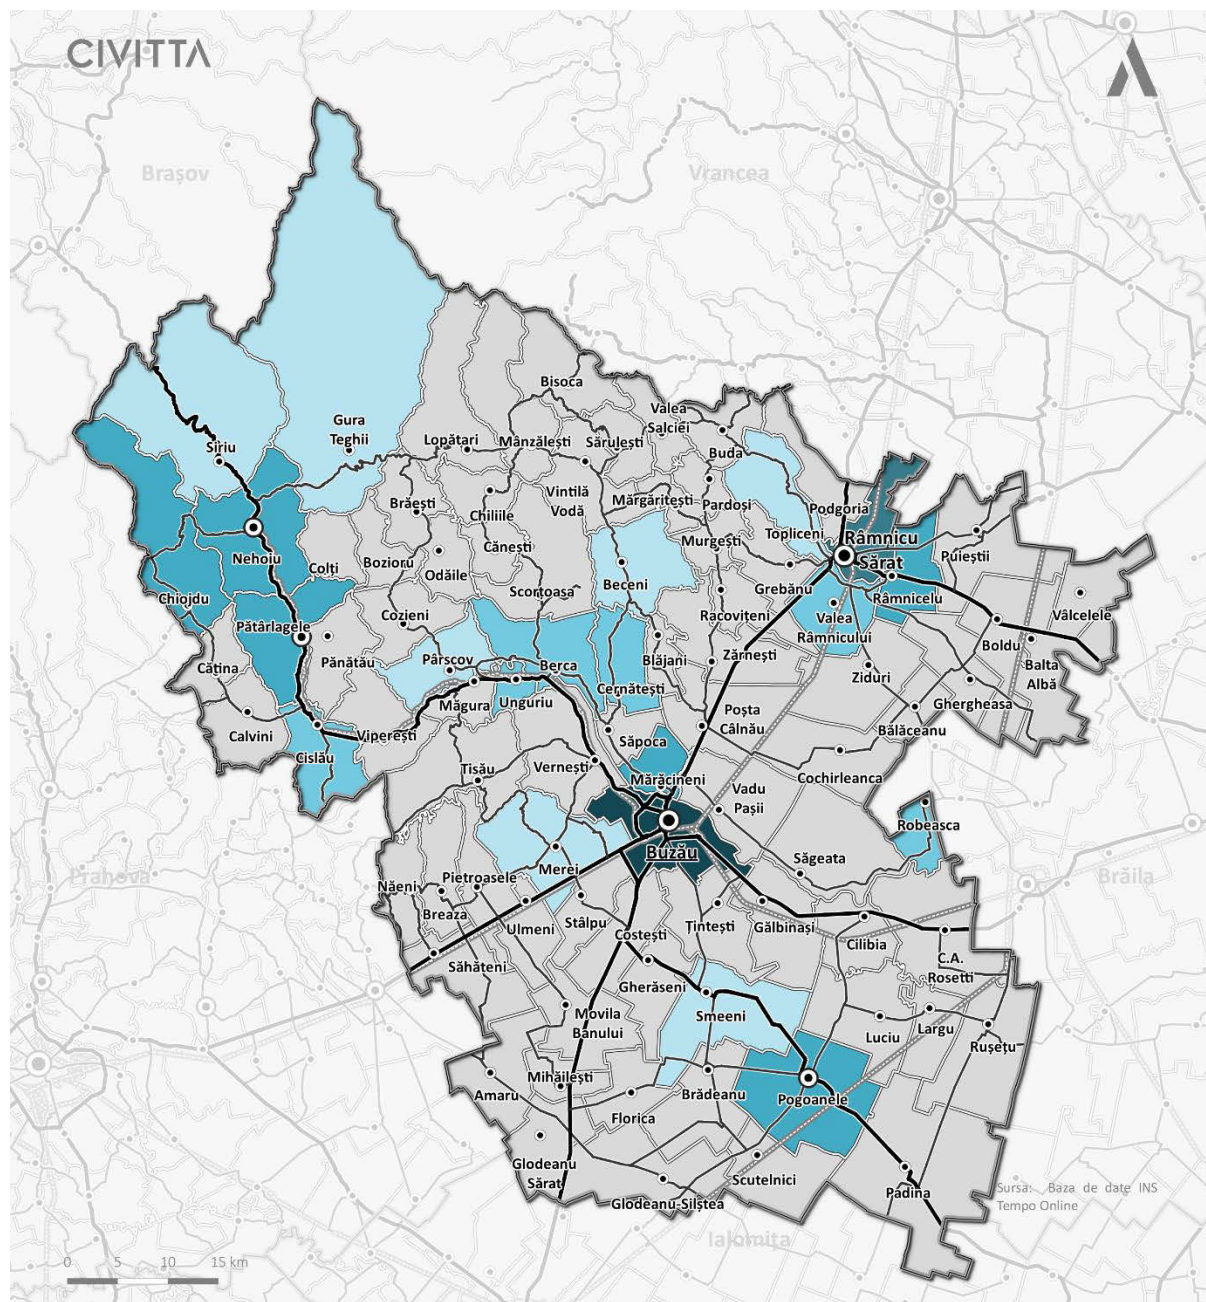 CIVITTA
Brașov
Vrancea
Bisoca
Gura
Teghii
Valea
Salciei
Siriu
Lopătari
Mânzălești
Sărulești
Buda
Brăești
Vintilă
Vodă
Mărgăritești
Pardoși
Podgoria
Chiliile
Topliceni
Râmnicu
Sărat
Nehoiu
Colți
Bozioru
Cănești
Murgești
Puieștii
Odăile
Beceni
Grebănu
Chiojdu
Scorțoasa
Râmnicelu
Vâlcelele
Cozieni
Racovițeni
Valea
Râmnicului
Pătârlagele
Boldu
Cătina
Pănătău
Pârscov
Berca
Blăjani
Zărnești
Balta
Albă
Cernătești
Ziduri
Măgura
Unguriu
Ghergheasa
Calvini
Viperești
Poșta
Câlnău
Bălăceanu
Săpoca
Cislău
Tisău
Vernești
Mărăcineni
Cochirleanca
Vadu
Pașii
Robeasca
Buzău
Săgeata
Prahova
Merei
Brăila
Năeni
Pietroasele
Breaza
Ulmeni
Stâlpu
Costești
Țintești
Gălbinași
Cilibia
Săhăteni
C.A.
Rosetti
Gherăseni
Smeeni
Movila
Banului
Luciu
Largu
Rușețu
Mihăilești
Amaru
Brădeanu
Pogoanele
Florica
Glodeanu
Sărat
Scutelnici
Padina
Glodeanu-Siliștea
Sursa: Baza de date INS
Tempo Online
Ialomița
0 5 10 15 km